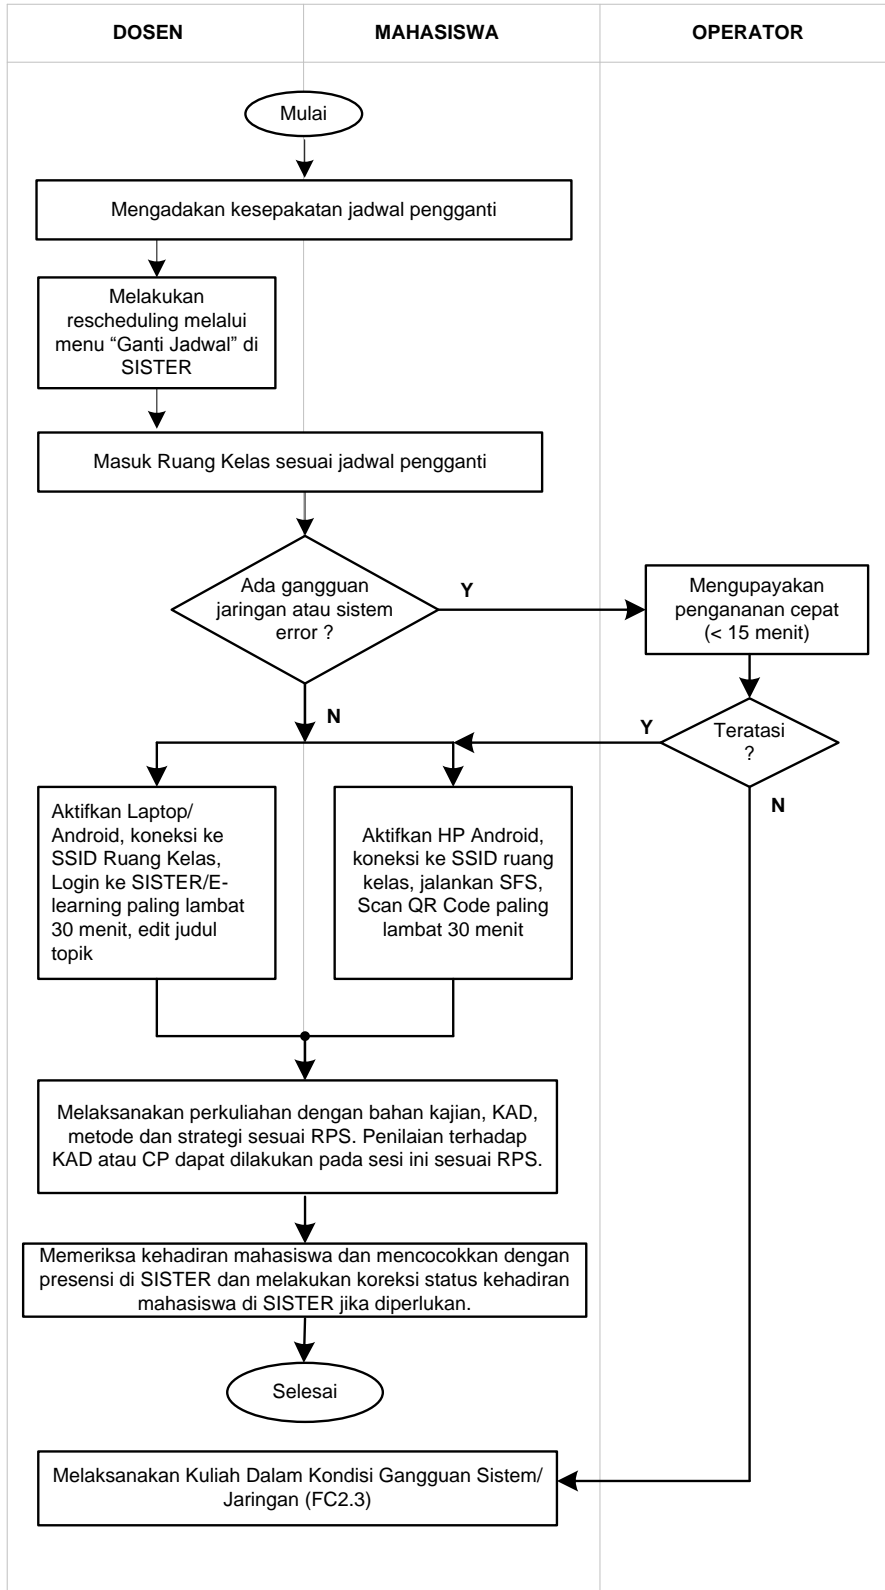 DOSEN
MAHASISWA
OPERATOR
Mulai
Mengadakan kesepakatan jadwal pengganti
Melakukan
rescheduling melalui
menu “Ganti Jadwal” di
SISTER
Masuk Ruang Kelas sesuai jadwal pengganti
Ada gangguan
jaringan atau sistem
error ?
Y
Mengupayakan
pengananan cepat
(< 15 menit)
N
Y
Teratasi
?
N
Aktifkan Laptop/
Android, koneksi ke
SSID Ruang Kelas,
Login ke SISTER/E-
learning paling lambat
30 menit, edit judul
topik
Aktifkan HP Android,
koneksi ke SSID ruang
kelas, jalankan SFS,
Scan QR Code paling
lambat 30 menit
Melaksanakan perkuliahan dengan bahan kajian, KAD,
metode dan strategi sesuai RPS. Penilaian terhadap
KAD atau CP dapat dilakukan pada sesi ini sesuai RPS.
Memeriksa kehadiran mahasiswa dan mencocokkan dengan
presensi di SISTER dan melakukan koreksi status kehadiran
mahasiswa di SISTER jika diperlukan.
Selesai
Melaksanakan Kuliah Dalam Kondisi Gangguan Sistem/
Jaringan (FC2.3)